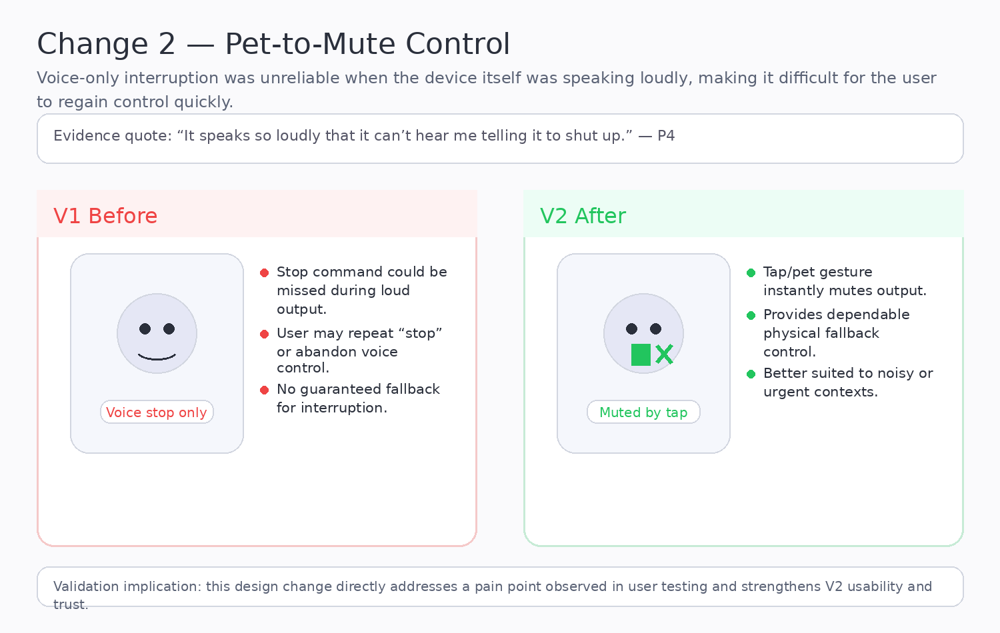 Change 2 — Pet-to-Mute Control
Voice-only interruption was unreliable when the device itself was speaking loudly, making it difficult for the user
to regain control quickly.
Evidence quote: “It speaks so loudly that it can’t hear me telling it to shut up.” — P4
V1 Before
Stop command could be
missed during loud
output.
User may repeat “stop”
or abandon voice
control.
No guaranteed fallback
for interruption.
Voice stop only
V2 After
Tap/pet gesture
instantly mutes output.
Provides dependable
physical fallback
control.
Better suited to noisy or
urgent contexts.
Muted by tap
Validation implication: this design change directly addresses a pain point observed in user testing and strengthens V2 usability and
trust.